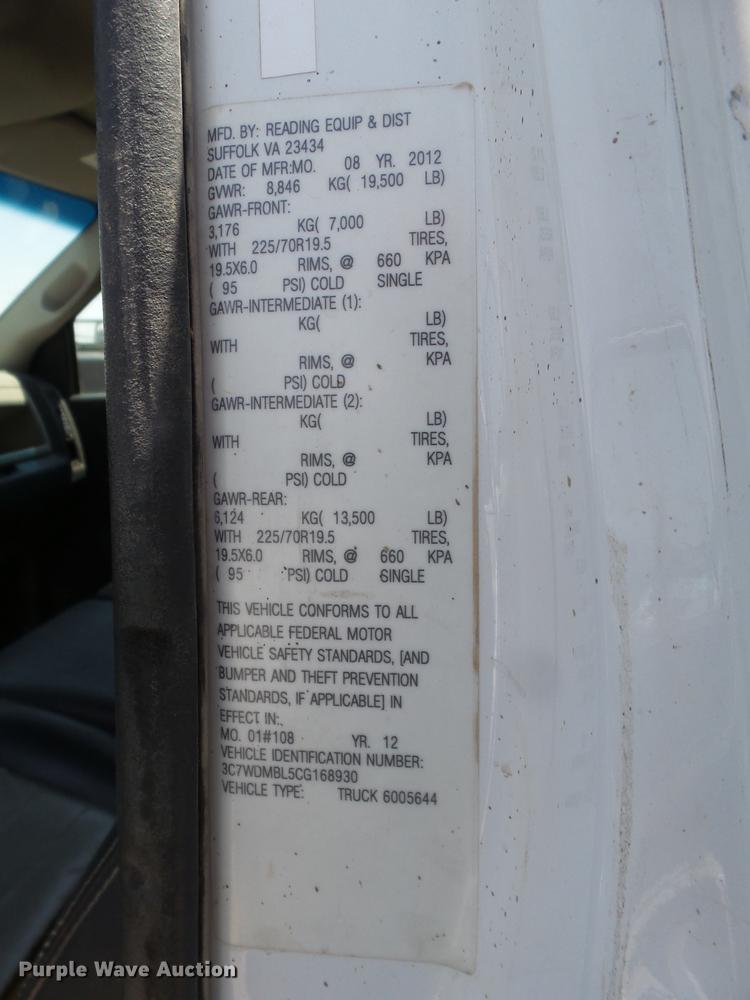 MFD. BY: READING EQUIP & DIST
SUFFOLK VA 23434
DATE OF MFR:MO. 08 YR. 2012
GVWR: 8,846 KG( 19,500 LB)
GAWR-FRONT:
3,176 KG( 7,000 LB)
WITH 225/70R19.5 TIRES,
19.5X6.0 RIMS, @ 660 KPA
( 95 PSI) COLD SINGLE
GAWR-INTERMEDIATE (1):
KG( LB)
WITH TIRES,
RIMS, @ KPA
( PSI) COLD
GAWR-INTERMEDIATE (2):
KG( LB)
WITH TIRES,
RIMS, @ KPA
( PSI) COLD
GAWR-REAR:
6,124 KG( 13,500 LB)
WITH 225/70R19.5 TIRES,
19.5X6.0 RIMS, @ 660 KPA
( 95 PSI) COLD SINGLE
THIS VEHICLE CONFORMS TO ALL
APPLICABLE FEDERAL MOTOR
VEHICLE SAFETY STANDARDS, [AND
BUMPER AND THEFT PREVENTION
STANDARDS, IF APPLICABLE] IN
EFFECT IN:.
MO. 01#108 YR. 12
VEHICLE IDENTIFICATION NUMBER:
3C7WDMBL5CG168930
VEHICLE TYPE: TRUCK 6005644
Purple Wave Auction